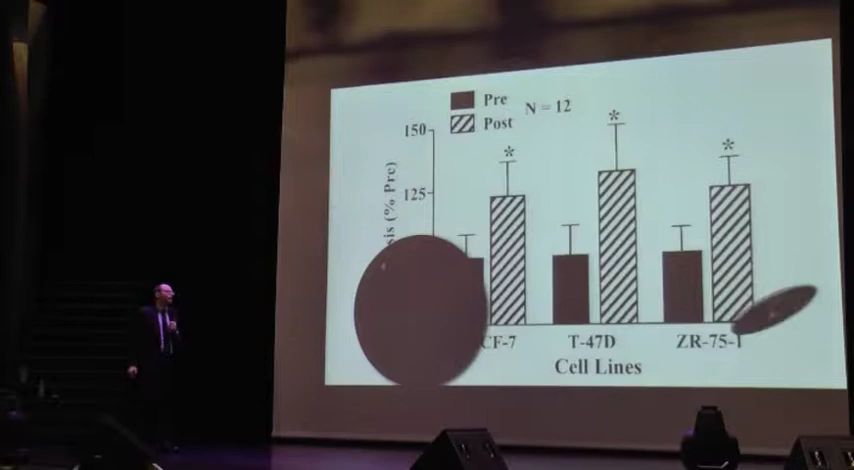 Pre
N = 12
Post
150
125
sis (% Pre)
* * *
CF-7 T-47D ZR-75-1
Cell Lines